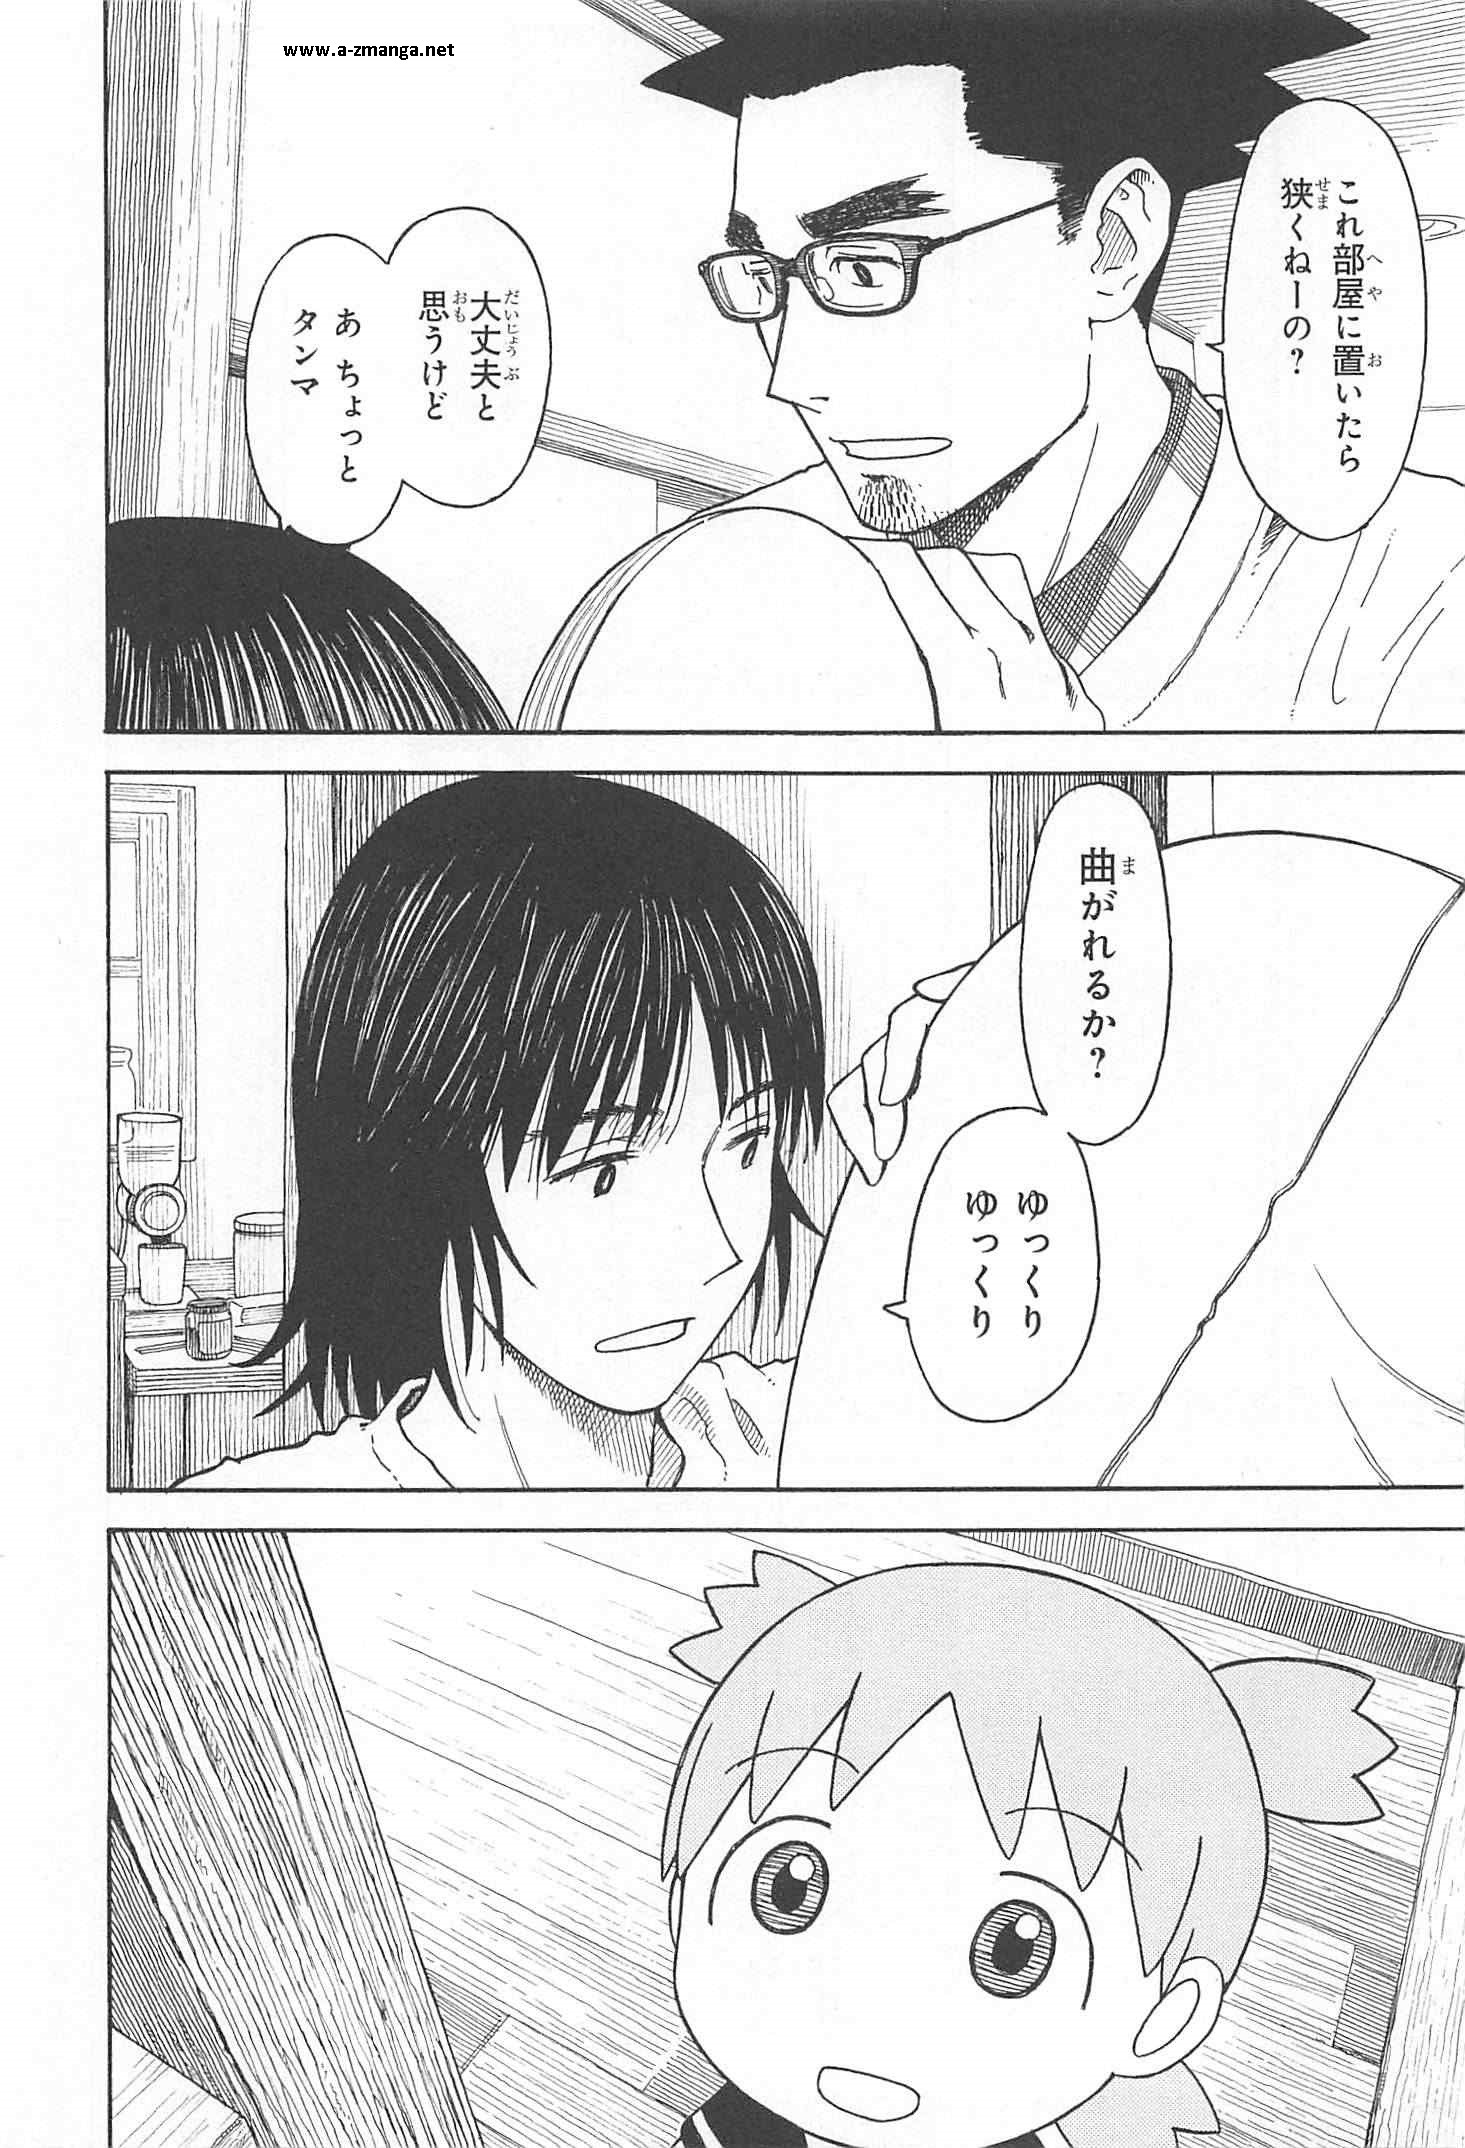 www.a-zmanga.net
これ部屋に置いたら
狭くねーの?
大丈夫と
思うけど
あ ちょっと
タンマ
曲がれるか?
ゆっくり
ゆっくり